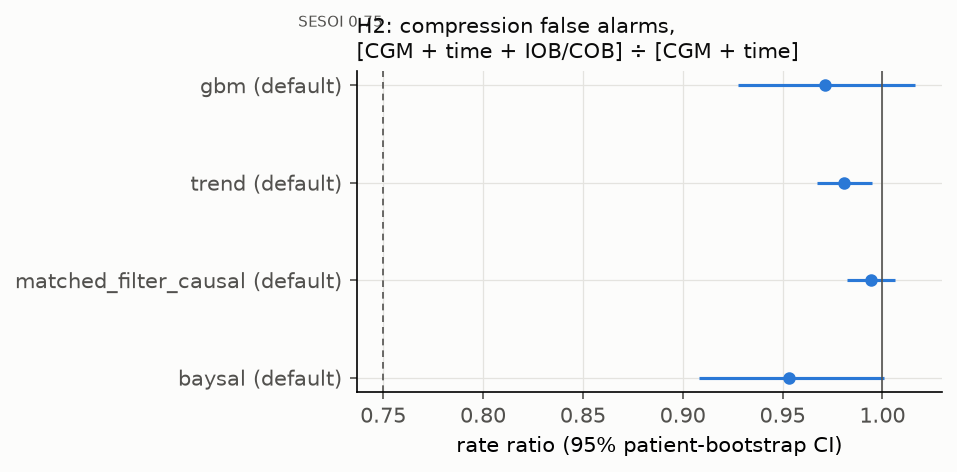 SESOI 0.75
H2: compression false alarms,
[CGM + time + IOB/COB] ÷ [CGM + time]
gbm (default)
trend (default)
matched_filter_causal (default)
baysal (default)
0.75 0.80 0.85 0.90 0.95 1.00
rate ratio (95% patient-bootstrap CI)